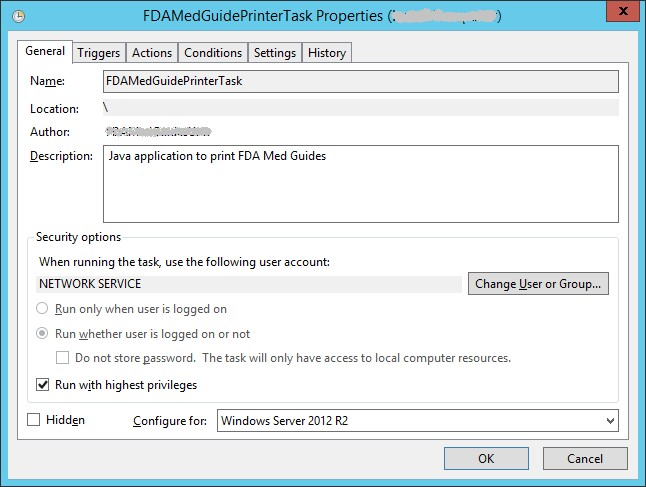 FDAMedGuidePrinterTask Properties ( )
General Triggers Actions Conditions Settings History
Name: FDAMedGuidePrinterTask
Location: \
Author:
Description: Java application to print FDA Med Guides
Security options
When running the task, use the following user account:
NETWORK SERVICE Change User or Group...
Run only when user is logged on
Run whether user is logged on or not
Do not store password. The task will only have access to local computer resources.
Run with highest privileges
Hidden Configure for: Windows Server 2012 R2
OK Cancel